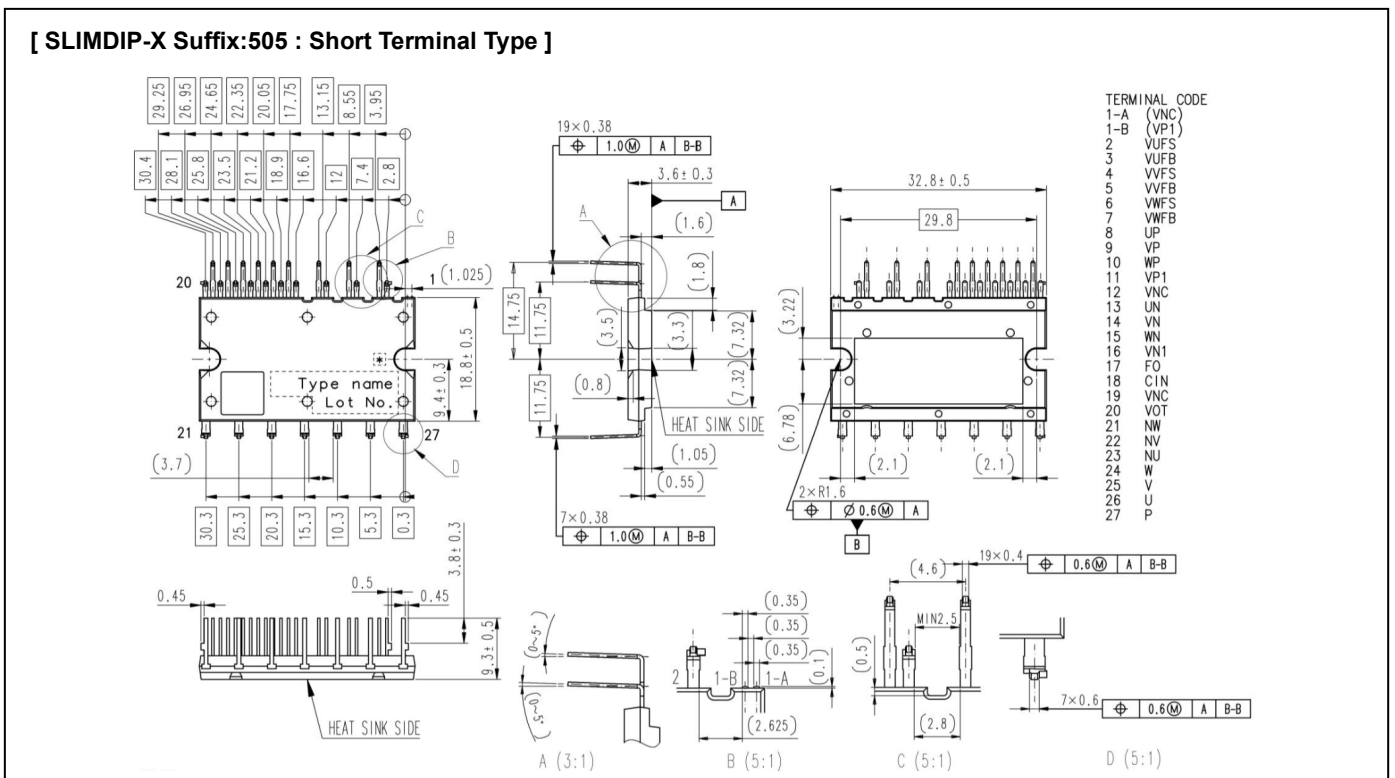 [ SLIMDIP-X Suffix:505 : Short Terminal Type ]
29.25
26.95
24.65
22.35
20.05
17.75
13.15
8.55
3.95
30.4
28.1
25.8
23.5
21.2
18.9
16.6
12
7.4
2.8
C
B
20
1
(1.025)
18.8±0.5
9.4±0.3
*
Type name
Lot No.
21
27
(3.7)
D
30.3
25.3
20.3
15.3
10.3
5.3
0.3
19×0.38
⌖ 1.0Ⓜ A B-B
3.6±0.3
A
A
(1.6)
(1.8)
14.75
11.75
(3.5)
(3.3)
(7.32)
(7.32)
11.75
(0.8)
HEAT SINK SIDE
(1.05)
(0.55)
7×0.38
⌖ 1.0Ⓜ A B-B
32.8±0.5
29.8
(3.22)
(6.78)
(2.1)
(2.1)
2×R1.6
⌖ Ø0.6Ⓜ A
B
TERMINAL CODE
1-A (VNC)
1-B (VP1)
2 VUFS
3 VUFB
4 VVFS
5 VVFB
6 VWFS
7 VWFB
8 UP
9 VP
10 WP
11 VP1
12 VNC
13 UN
14 VN
15 WN
16 VN1
17 FO
18 CIN
19 VNC
20 VOT
21 NW
22 NV
23 NU
24 W
25 V
26 U
27 P
0.45
0.5
0.45
3.8±0.3
9.3±0.5
HEAT SINK SIDE
(0~5°)
(0~5°)
A (3:1)
(0.35)
(0.35)
(0.35)
(0.1)
2
1-B
1-A
(2.625)
B (5:1)
(4.6)
19×0.4
⌖ 0.6Ⓜ A B-B
MIN2.5
(0.5)
(2.8)
C (5:1)
7×0.6
⌖ 0.6Ⓜ A B-B
D (5:1)